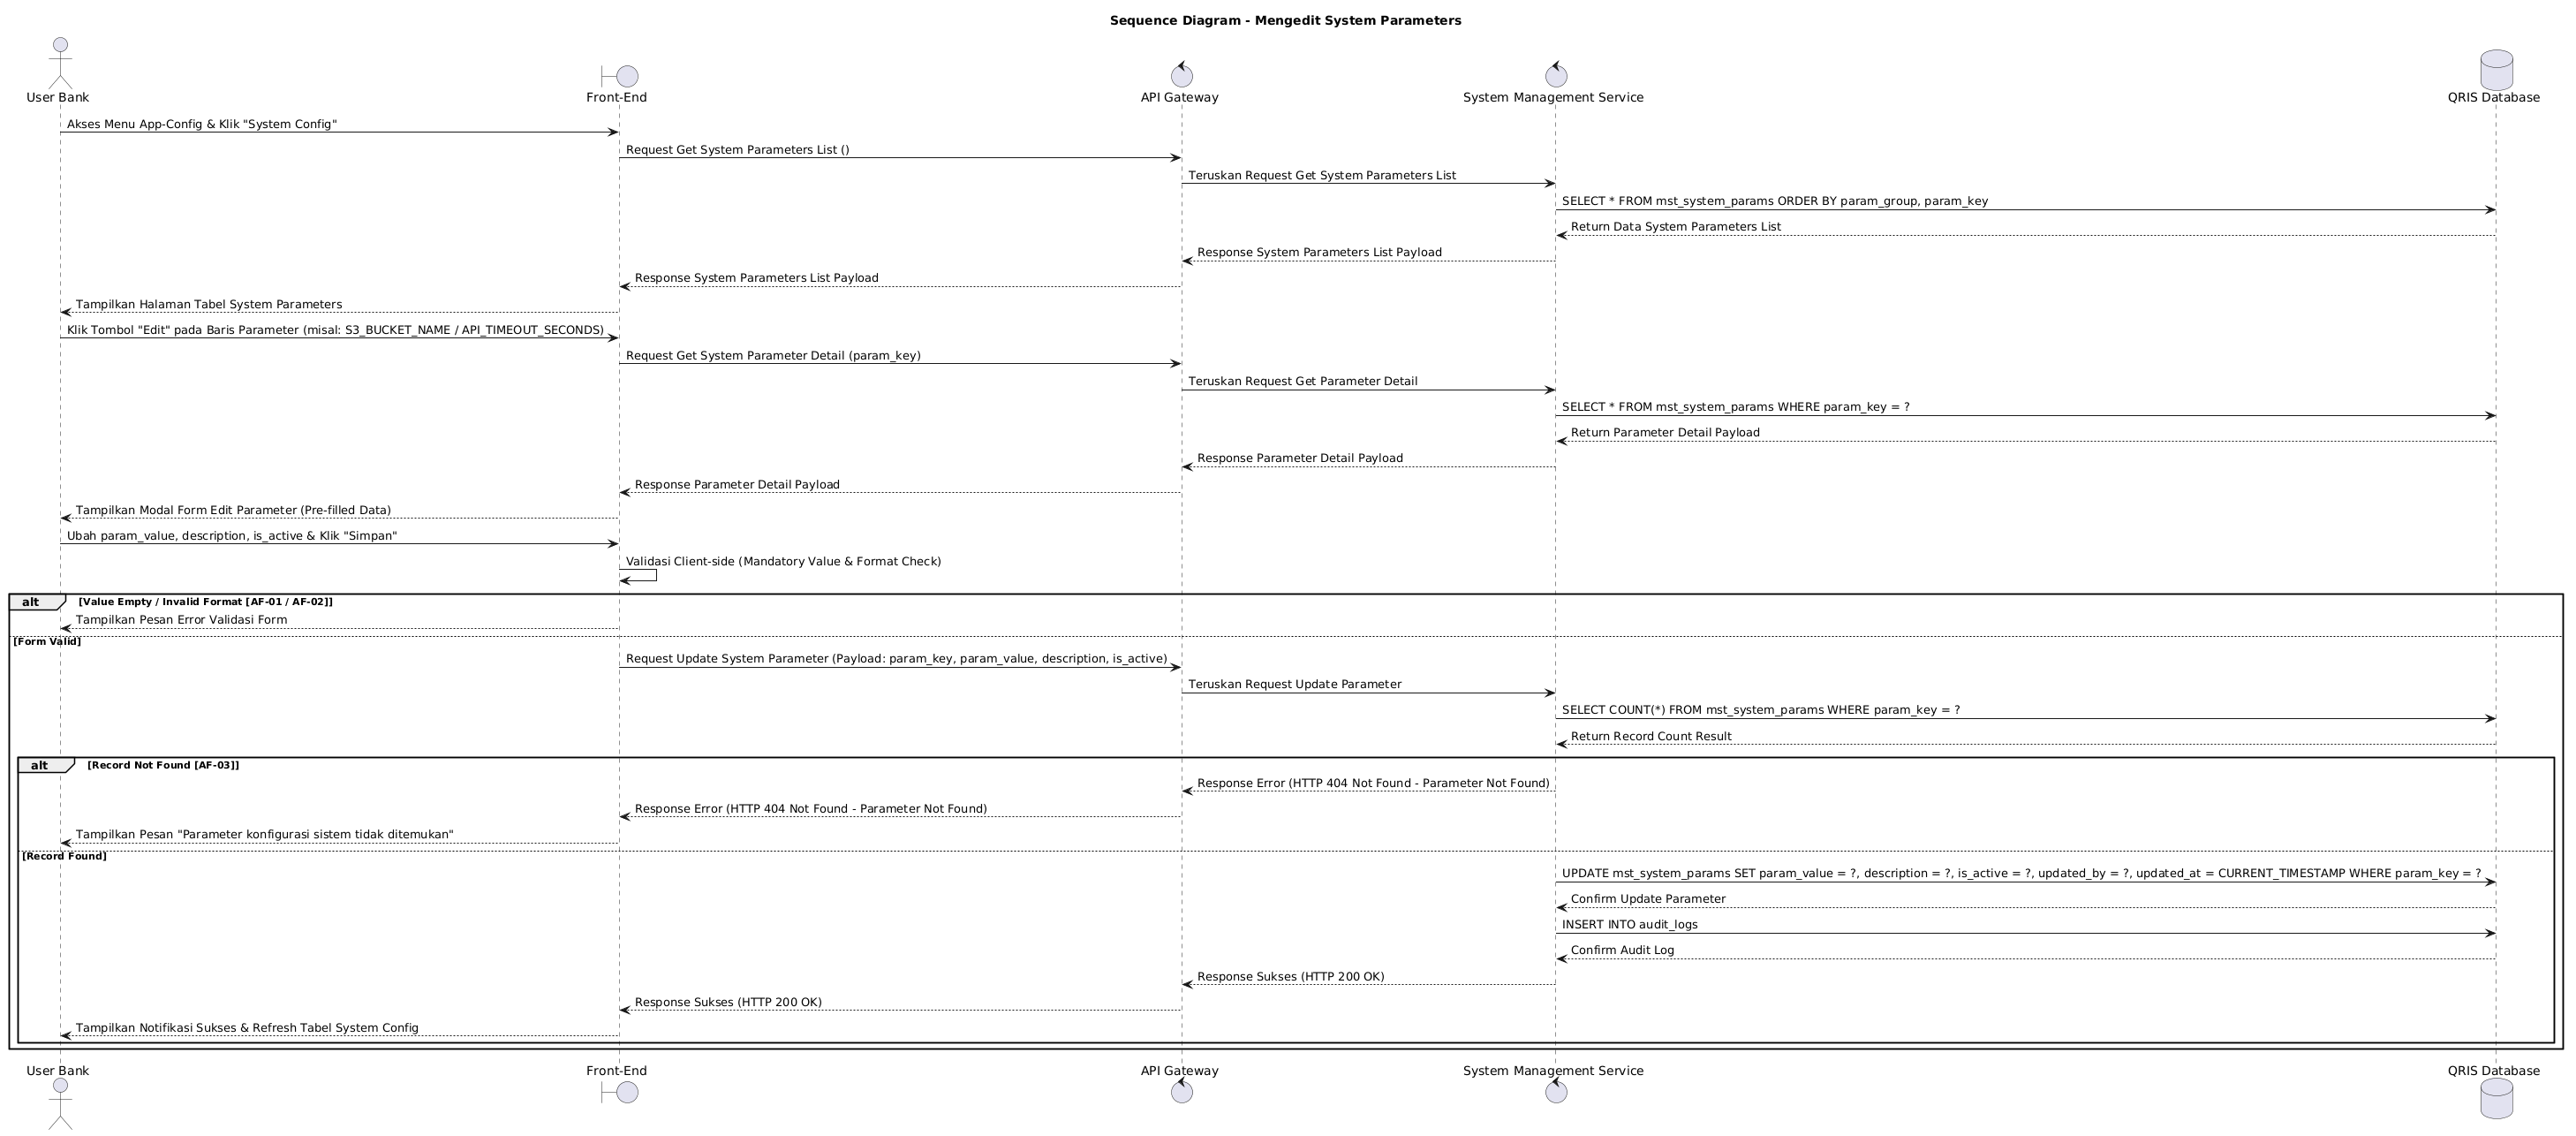 Sequence Diagram - Mengedit System Parameters
User Bank
Front-End
API Gateway
System Management Service
QRIS Database
Akses Menu App-Config & Klik "System Config"
Request Get System Parameters List ()
Teruskan Request Get System Parameters List
SELECT * FROM mst_system_params ORDER BY param_group, param_key
Return Data System Parameters List
Response System Parameters List Payload
Response System Parameters List Payload
Tampilkan Halaman Tabel System Parameters
Klik Tombol "Edit" pada Baris Parameter (misal: S3_BUCKET_NAME / API_TIMEOUT_SECONDS)
Request Get System Parameter Detail (param_key)
Teruskan Request Get Parameter Detail
SELECT * FROM mst_system_params WHERE param_key = ?
Return Parameter Detail Payload
Response Parameter Detail Payload
Response Parameter Detail Payload
Tampilkan Modal Form Edit Parameter (Pre-filled Data)
Ubah param_value, description, is_active & Klik "Simpan"
Validasi Client-side (Mandatory Value & Format Check)
alt [Value Empty / Invalid Format [AF-01 / AF-02]]
Tampilkan Pesan Error Validasi Form
[Form Valid]
Request Update System Parameter (Payload: param_key, param_value, description, is_active)
Teruskan Request Update Parameter
SELECT COUNT(*) FROM mst_system_params WHERE param_key = ?
Return Record Count Result
alt [Record Not Found [AF-03]]
Response Error (HTTP 404 Not Found - Parameter Not Found)
Response Error (HTTP 404 Not Found - Parameter Not Found)
Tampilkan Pesan "Parameter konfigurasi sistem tidak ditemukan"
[Record Found]
UPDATE mst_system_params SET param_value = ?, description = ?, is_active = ?, updated_by = ?, updated_at = CURRENT_TIMESTAMP WHERE param_key = ?
Confirm Update Parameter
INSERT INTO audit_logs
Confirm Audit Log
Response Sukses (HTTP 200 OK)
Response Sukses (HTTP 200 OK)
Tampilkan Notifikasi Sukses & Refresh Tabel System Config
User Bank
Front-End
API Gateway
System Management Service
QRIS Database